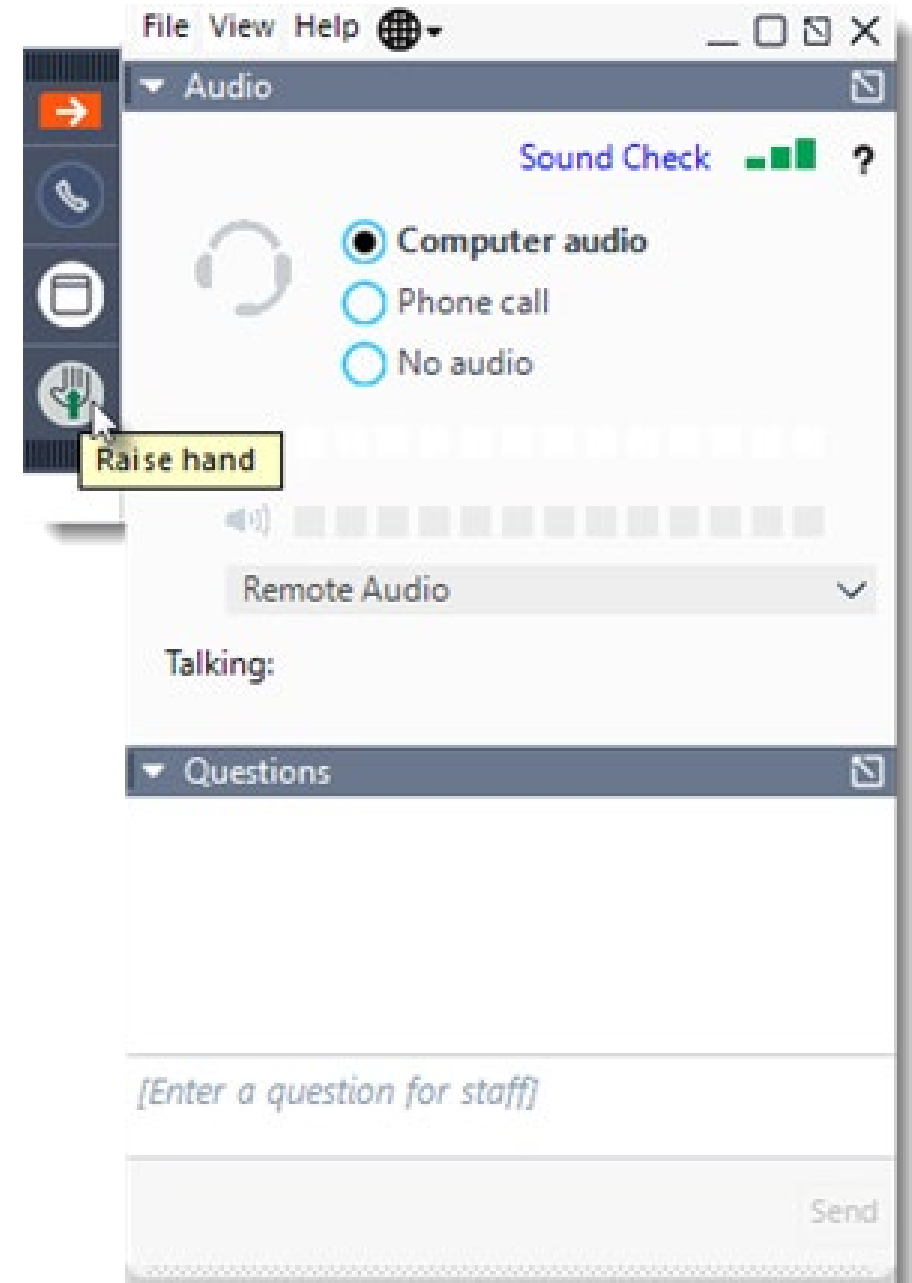 File View Help
Audio
Sound Check ?
Computer audio
Phone call
No audio
Raise hand
Remote Audio
Talking:
Questions
[Enter a question for staff]
Send